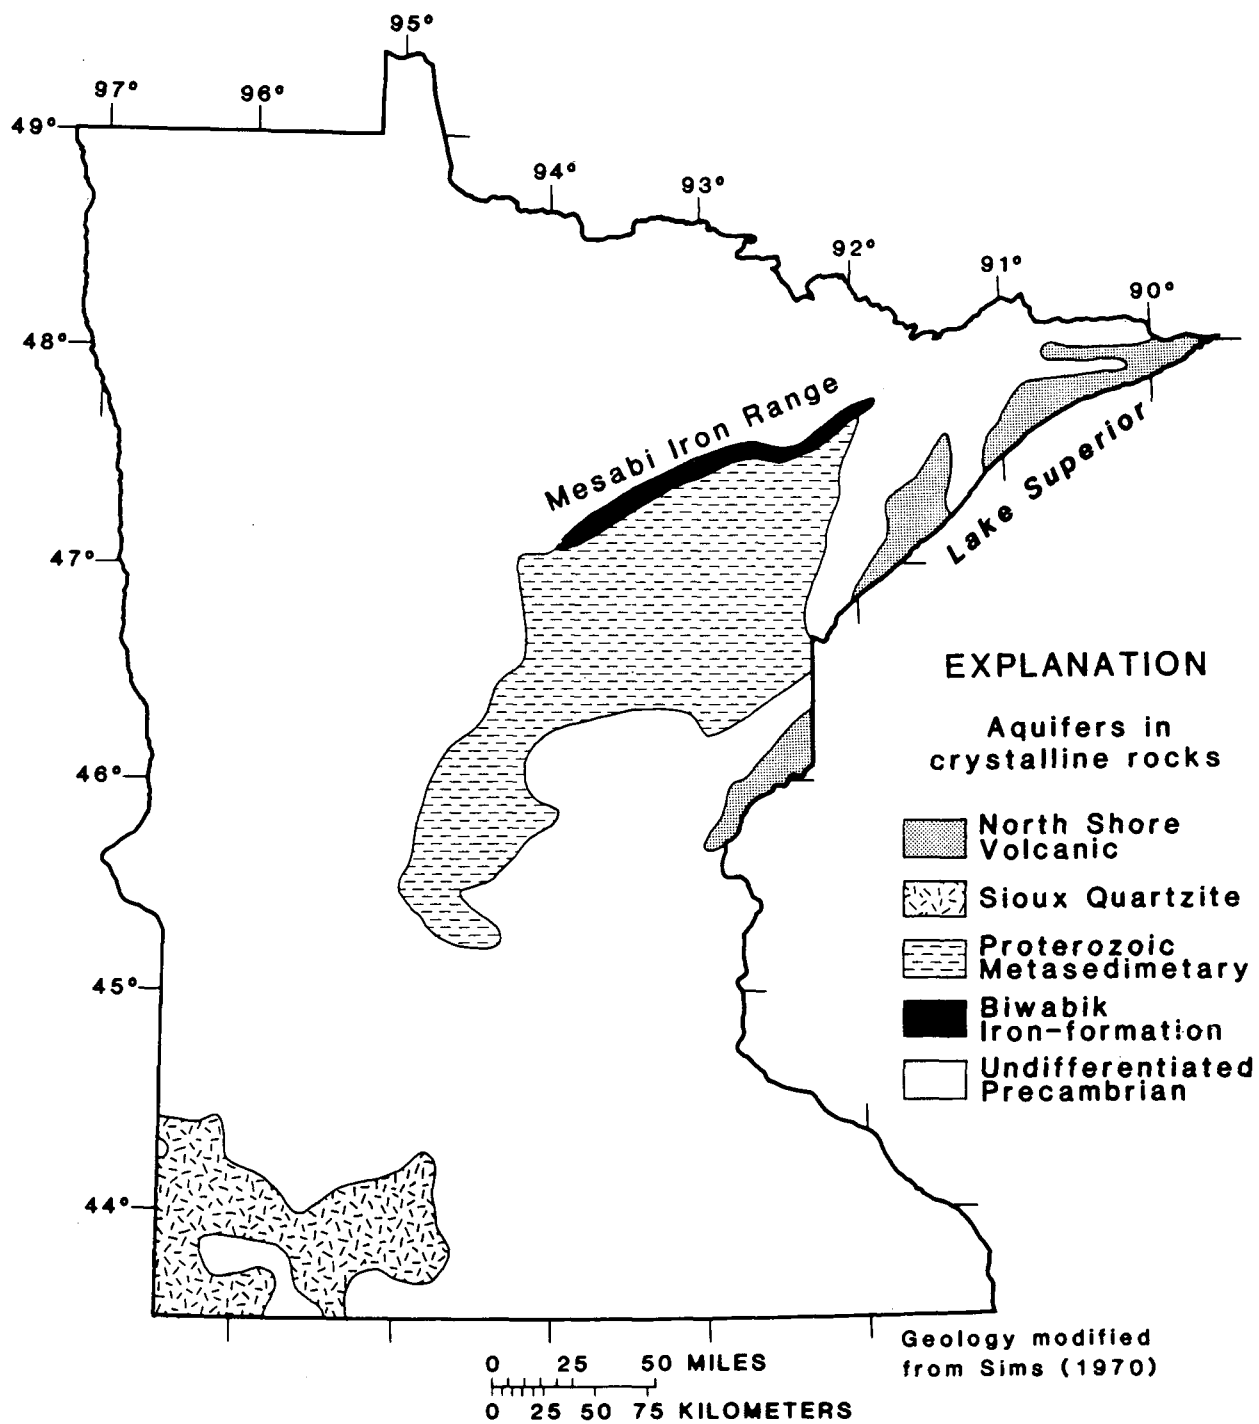 95°
97°
96°
49°
94°
93°
92°
91°
90°
48°
Mesabi Iron Range
Lake Superior
47°
EXPLANATION
Aquifers in
crystalline rocks
46°
North Shore
Volcanic
Sioux Quartzite
Proterozoic
Metasedimetary
45°
Biwabik
Iron-formation
Undifferentiated
Precambrian
44°
Geology modified
from Sims (1970)
0 25 50 MILES
0 25 50 75 KILOMETERS